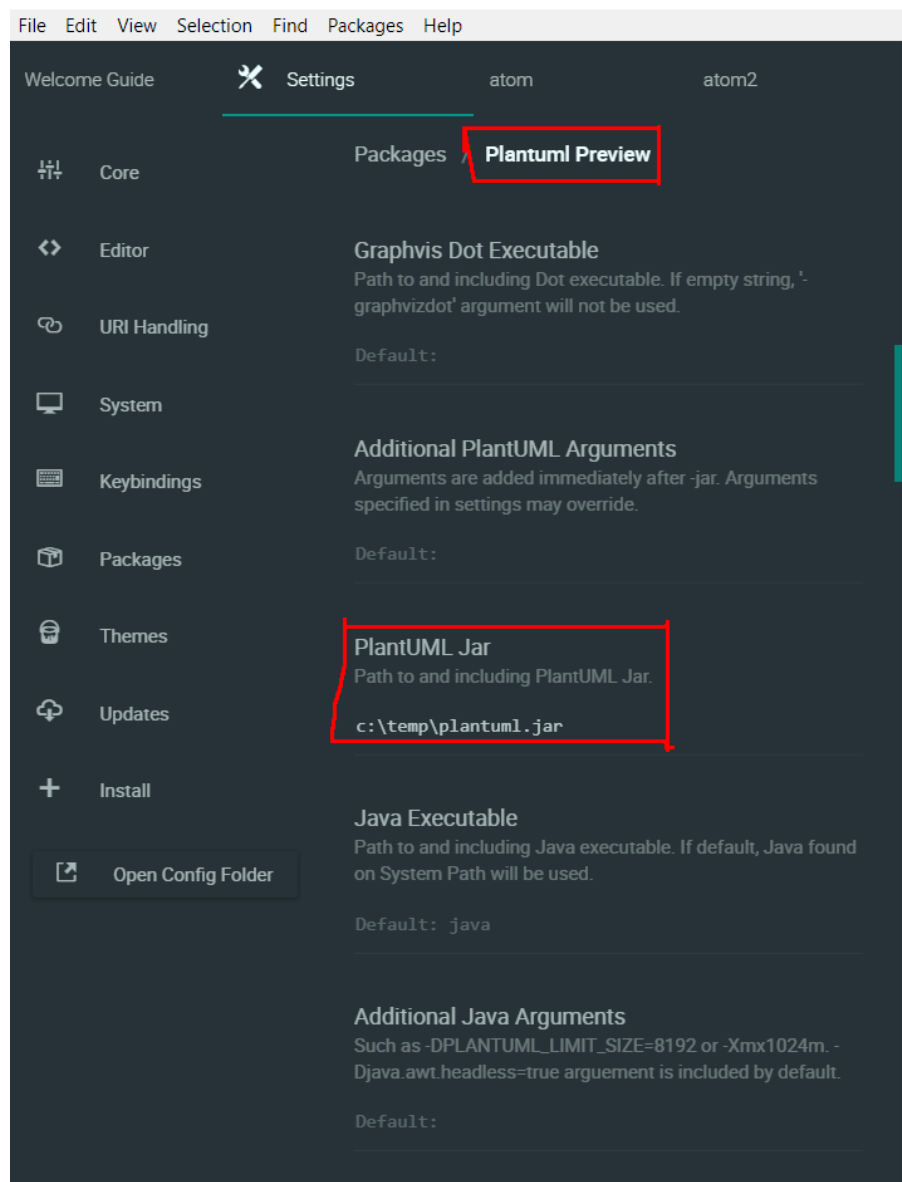 File Edit View Selection Find Packages Help
Welcome Guide Settings atom atom2
Packages / Plantuml Preview
Core
Editor
URI Handling
System
Keybindings
Packages
Themes
Updates
Install
Open Config Folder
Graphvis Dot Executable
Path to and including Dot executable. If empty string, '-
graphvizdot' argument will not be used.
Default:
Additional PlantUML Arguments
Arguments are added immediately after -jar. Arguments
specified in settings may override.
Default:
PlantUML Jar
Path to and including PlantUML Jar.
c:\temp\plantuml.jar
Java Executable
Path to and including Java executable. If default, Java found
on System Path will be used.
Default: java
Additional Java Arguments
Such as -DPLANTUML_LIMIT_SIZE=8192 or -Xmx1024m. -
Djava.awt.headless=true arguement is included by default.
Default: